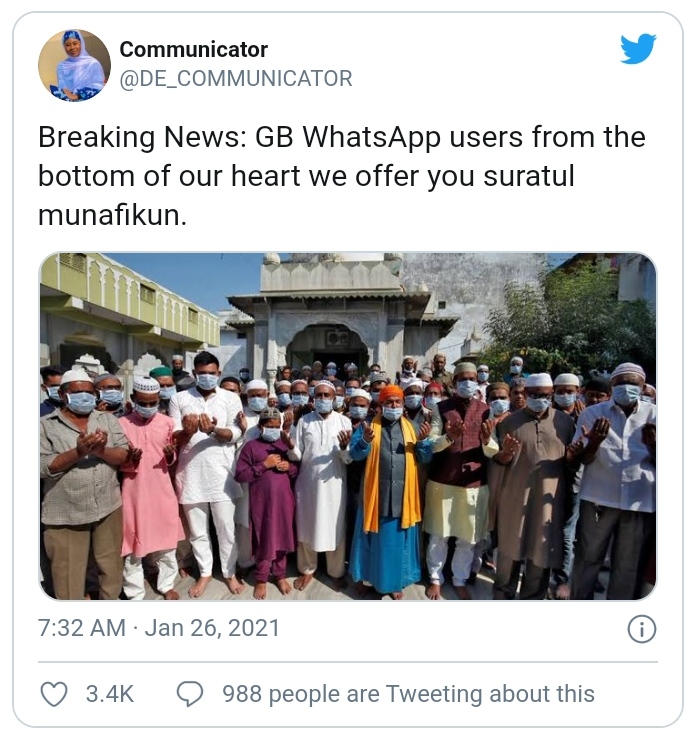 Communicator
@DE_COMMUNICATOR
Breaking News: GB WhatsApp users from the
bottom of our heart we offer you suratul
munafikun.
7:32 AM · Jan 26, 2021
3.4K
988 people are Tweeting about this